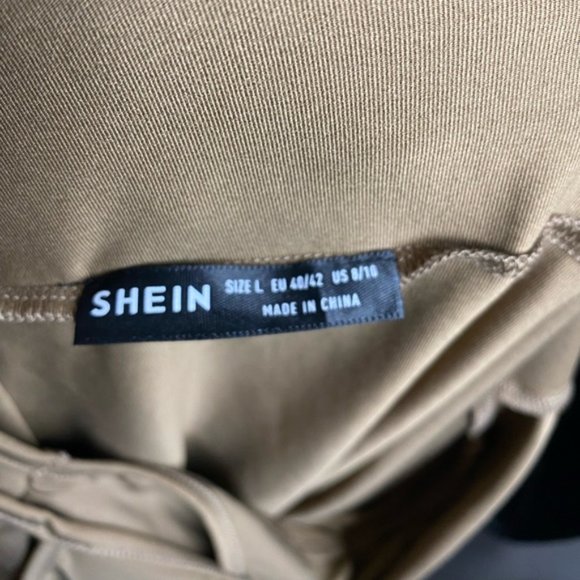 SHEIN
SIZE L EU 40/42 US 8/10
MADE IN CHINA